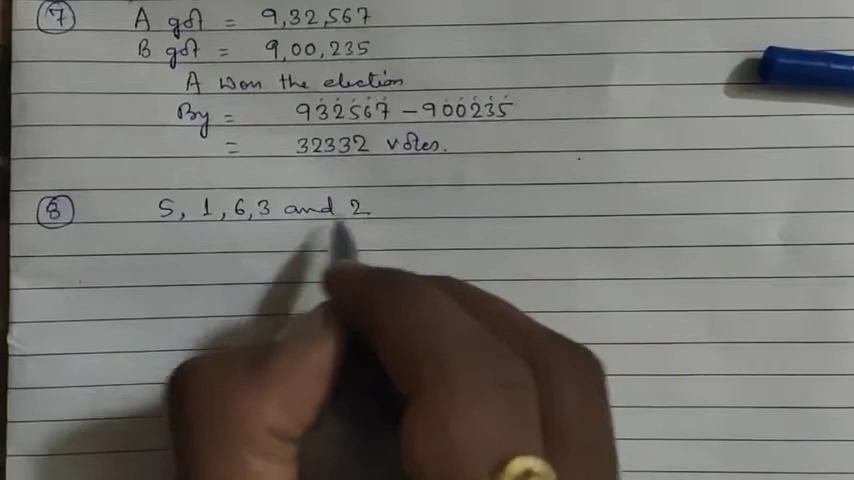 7 A got = 9,32,567
B got = 9,00,235
A won the election
By = 932567 - 900235
= 32332 votes.
8 5, 1, 6, 3 and 2